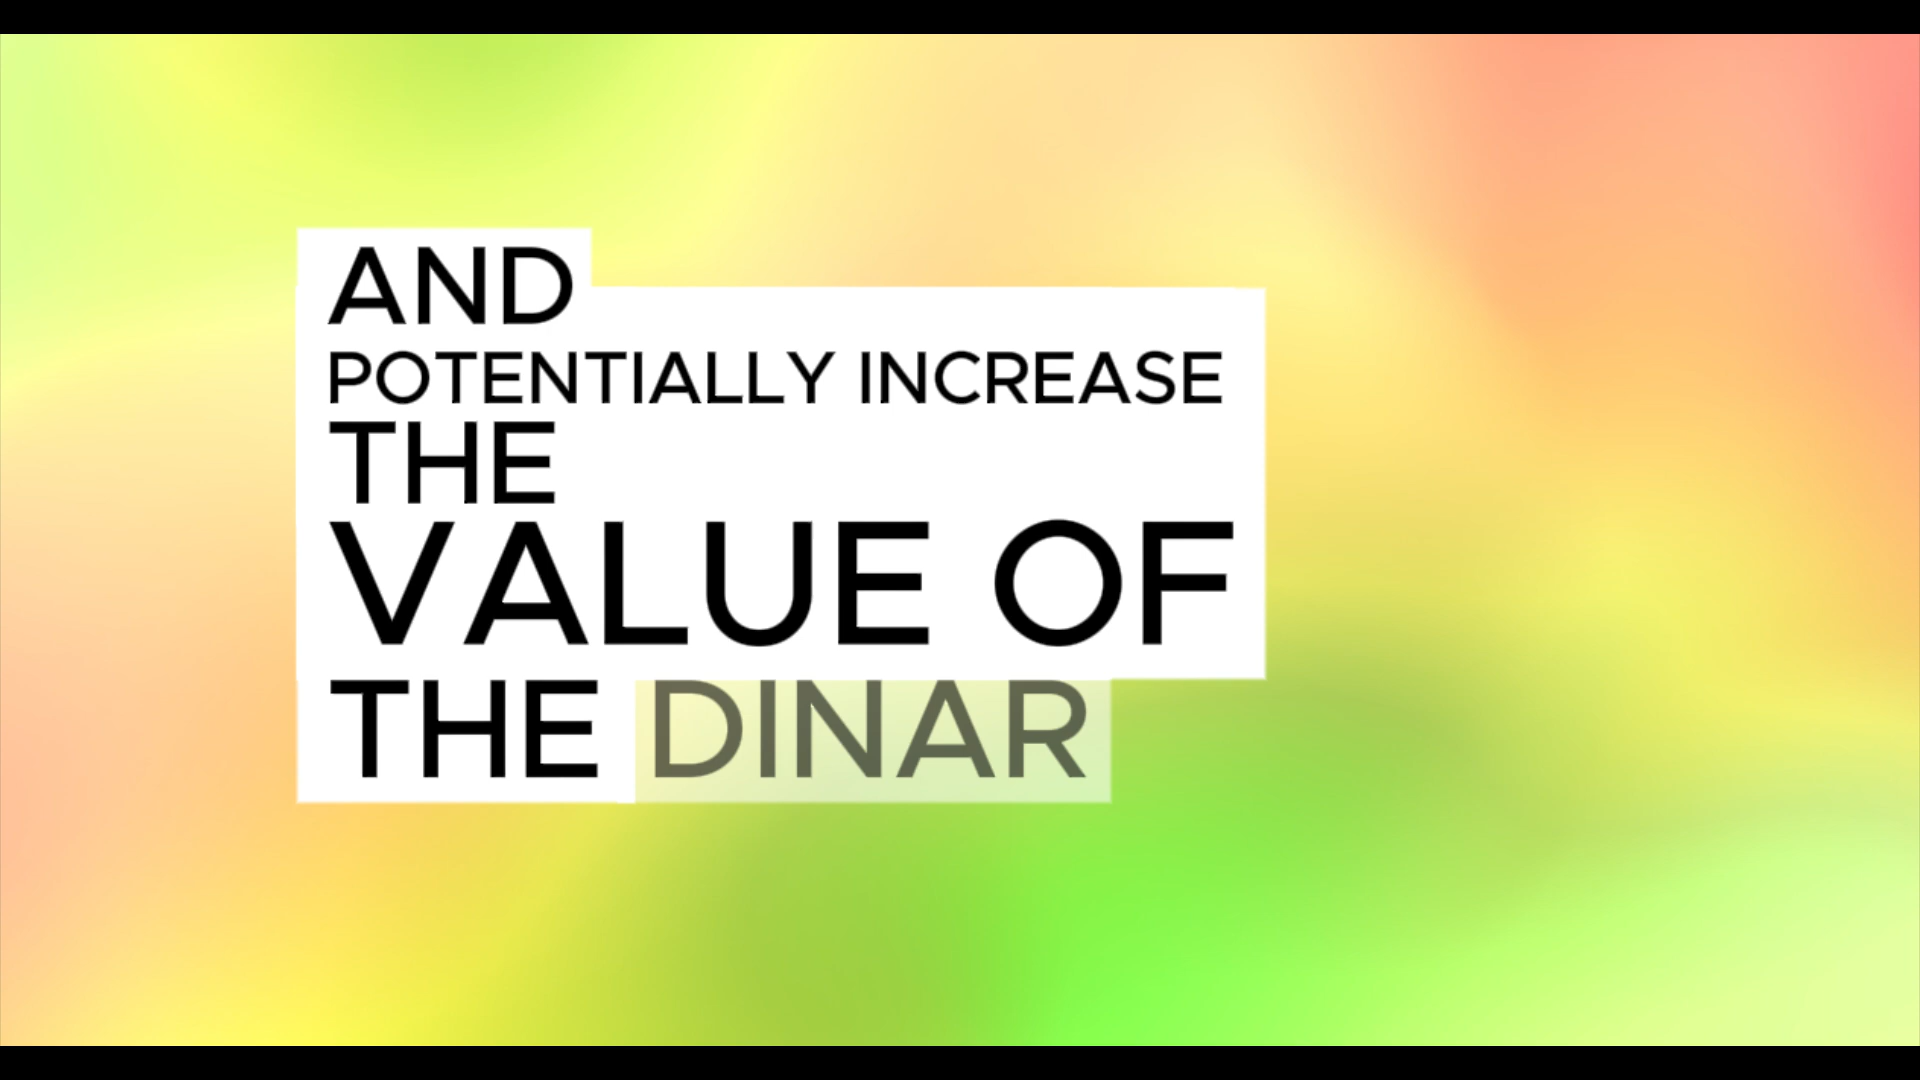 AND
POTENTIALLY INCREASE
THE
VALUE OF
THE DINAR